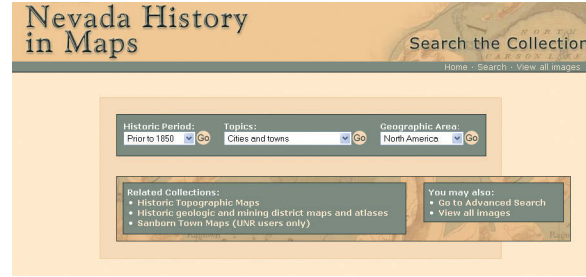 Nevada History
in Maps
Search the Collection
Home · Search · View all images
Historic Period:
Prior to 1850 Go
Topics:
Cities and towns Go
Geographic Area:
North America Go
Related Collections:
• Historic Topographic Maps
• Historic geologic and mining district maps and atlases
• Sanborn Town Maps (UNR users only)
You may also:
• Go to Advanced Search
• View all images